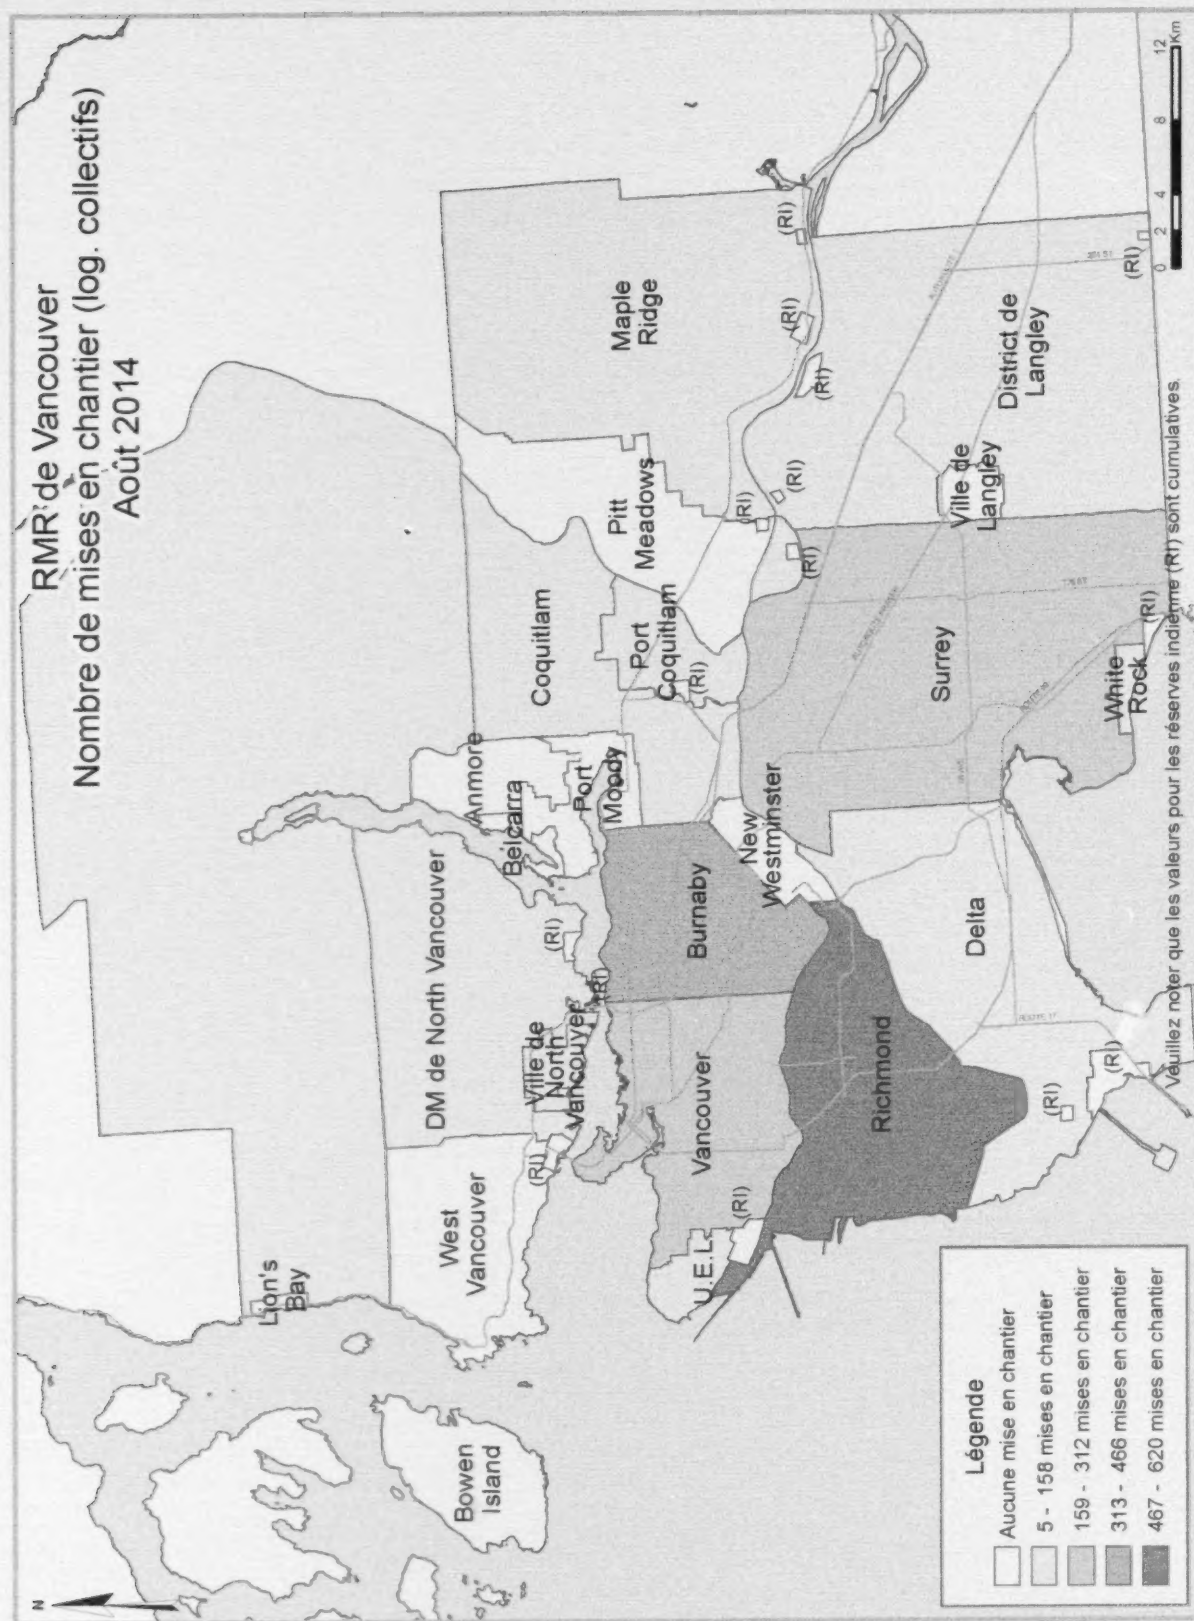 RMR de Vancouver
Nombre de mises en chantier (log. collectifs)
Août 2014
N
Lion's
Bay
Bowen
Island
West
Vancouver
DM de North Vancouver
Ville de
North
Vancouver
(RI)
(RI)
(RI)
Anmore
Belcarra
Port
Moody
Coquitlam
Port
Coquitlam
(RI)
Pitt
Meadows
Maple
Ridge
(RI)
(RI)
(RI)
(RI)
(RI)
(RI)
U.E.L.
(RI)
Vancouver
Burnaby
New
Westminster
Richmond
Delta
(RI)
(RI)
Surrey
White
Rock
(RI)
Ville de
Langley
District de
Langley
(RI)
Légende
Aucune mise en chantier
5 - 158 mises en chantier
159 - 312 mises en chantier
313 - 466 mises en chantier
467 - 620 mises en chantier
0 2 4 8 12
Km
Veuillez noter que les valeurs pour les réserves indienne (RI) sont cumulatives.